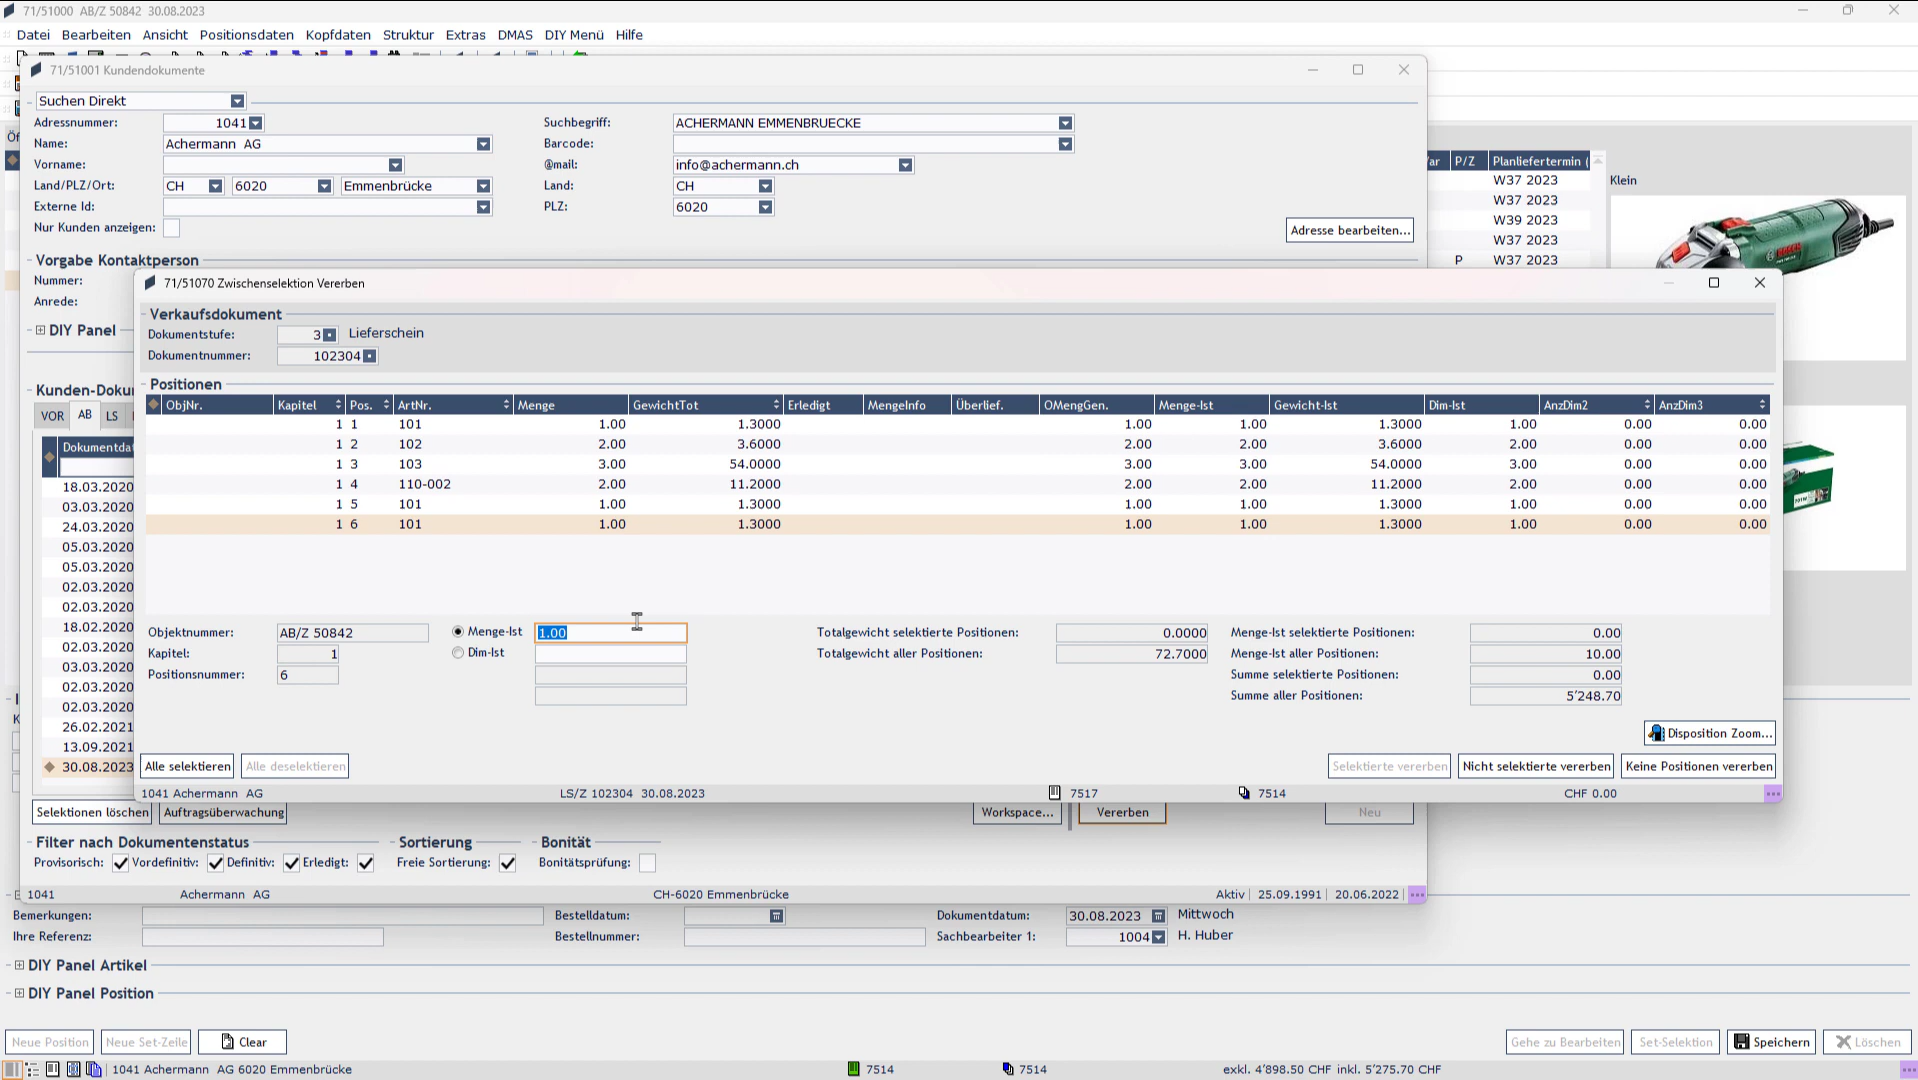 71/51000 AB/Z 50842 30.08.2023
Datei Bearbeiten Ansicht Positionsdaten Kopfdaten Struktur Extras DMAS DIY Menü Hilfe
71/51001 Kundendokumente
Suchen Direkt
Adressnummer: 1041 Suchbegriff: ACHERMANN EMMENBRUECKE
Name: Achermann AG Barcode:
Vorname: @mail: info@achermann.ch
Land/PLZ/Ort: CH 6020 Emmenbrücke Land: CH
Externe Id: PLZ: 6020
Nur Kunden anzeigen:
Adresse bearbeiten...
P/Z Planliefertermin (
W37 2023
W37 2023
W39 2023
W37 2023
P W37 2023
Klein
Vorgabe Kontaktperson
Nummer:
Anrede:
DIY Panel
71/51070 Zwischenselektion Vererben
Verkaufsdokument
Dokumentstufe: 3 Lieferschein
Dokumentnummer: 102304
Positionen
ObjNr. Kapitel Pos. ArtNr. Menge GewichtTot Erledigt MengeInfo Überlief. OMengGen. Menge-Ist Gewicht-Ist Dim-Ist AnzDim2 AnzDim3
1 1 101 1.00 1.3000 1.00 1.00 1.3000 1.00 0.00 0.00
1 2 102 2.00 3.6000 2.00 2.00 3.6000 2.00 0.00 0.00
1 3 103 3.00 54.0000 3.00 3.00 54.0000 3.00 0.00 0.00
1 4 110-002 2.00 11.2000 2.00 2.00 11.2000 2.00 0.00 0.00
1 5 101 1.00 1.3000 1.00 1.00 1.3000 1.00 0.00 0.00
1 6 101 1.00 1.3000 1.00 1.00 1.3000 1.00 0.00 0.00
Objektnummer: AB/Z 50842 Menge-Ist 1.00 Totalgewicht selektierte Positionen: 0.0000 Menge-Ist selektierte Positionen: 0.00
Kapitel: 1 Dim-Ist Totalgewicht aller Positionen: 72.7000 Menge-Ist aller Positionen: 10.00
Positionsnummer: 6 Summe selektierte Positionen: 0.00
Summe aller Positionen: 5'248.70
Disposition Zoom...
Alle selektieren Alle deselektieren Selektierte vererben Nicht selektierte vererben Keine Positionen vererben
1041 Achermann AG LS/Z 102304 30.08.2023 7517 7514 CHF 0.00
Kunden-Doku
VOR AB LS
Dokumentda
18.03.2020
03.03.2020
24.03.2020
05.03.2020
05.03.2020
02.03.2020
02.03.2020
18.02.2020
02.03.2020
03.03.2020
02.03.2020
02.03.2020
26.02.2021
13.09.2021
30.08.2023
Selektionen löschen Auftragsüberwachung Workspace... Vererben Neu
Filter nach Dokumentenstatus Sortierung Bonität
Provisorisch: Vordefinitiv: Definitiv: Erledigt: Freie Sortierung: Bonitätsprüfung:
1041 Achermann AG CH-6020 Emmenbrücke Aktiv 25.09.1991 20.06.2022
Bemerkungen: Bestelldatum: Dokumentdatum: 30.08.2023 Mittwoch
Ihre Referenz: Bestellnummer: Sachbearbeiter 1: 1004 H. Huber
DIY Panel Artikel
DIY Panel Position
Neue Position Neue Set-Zeile Clear Gehe zu Bearbeiten Set-Selektion Speichern Löschen
1041 Achermann AG 6020 Emmenbrücke 7514 7514 exkl. 4'898.50 CHF inkl. 5'275.70 CHF